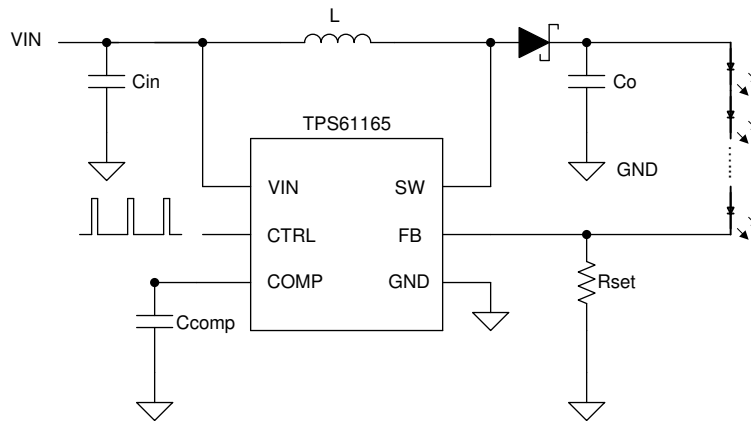 L
VIN
Cin
Co
TPS61165
GND
VIN
SW
CTRL
FB
COMP
GND
Rset
Ccomp